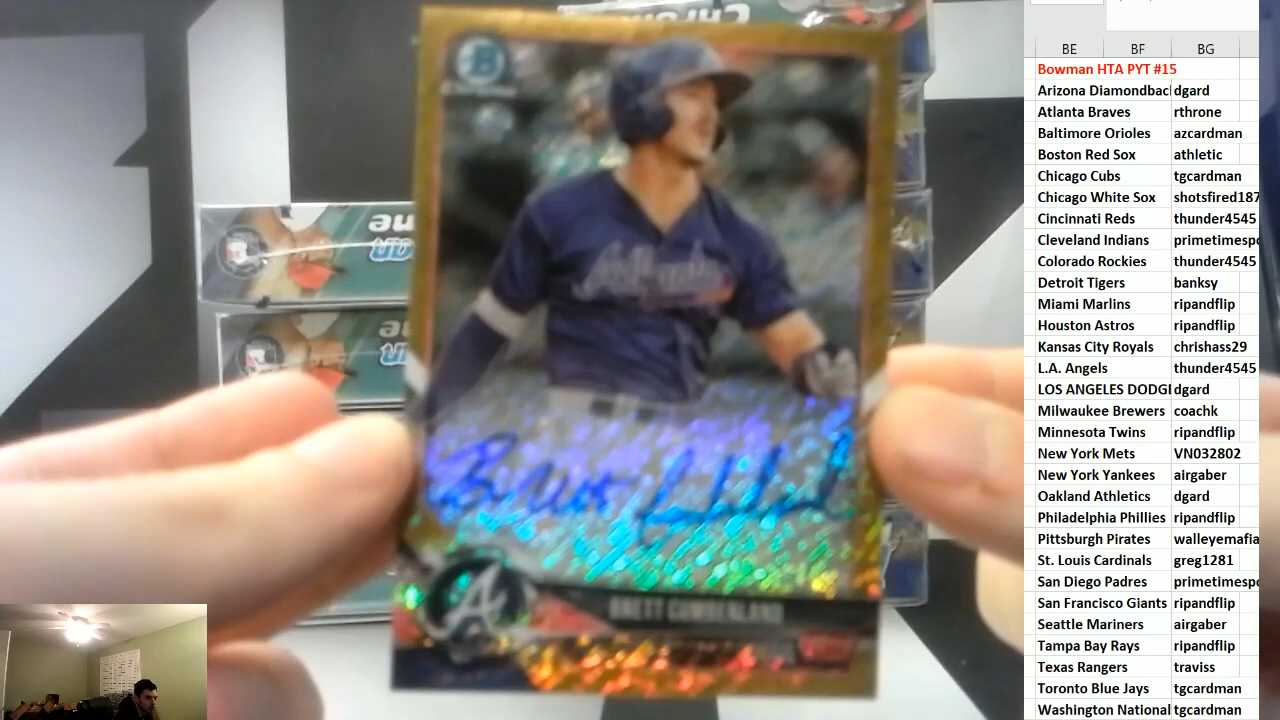 B
BRETT CUMBERLAND
A
BE BF BG
Bowman HTA PYT #15
Arizona Diamondbac dgard
Atlanta Braves rthrone
Baltimore Orioles azcardman
Boston Red Sox athletic
Chicago Cubs tgcardman
Chicago White Sox shotsfired187
Cincinnati Reds thunder4545
Cleveland Indians primetimespo
Colorado Rockies thunder4545
Detroit Tigers banksy
Miami Marlins ripandflip
Houston Astros ripandflip
Kansas City Royals chrishass29
L.A. Angels thunder4545
LOS ANGELES DODG dgard
Milwaukee Brewers coachk
Minnesota Twins ripandflip
New York Mets VN032802
New York Yankees airgaber
Oakland Athletics dgard
Philadelphia Phillies ripandflip
Pittsburgh Pirates walleyemafia
St. Louis Cardinals greg1281
San Diego Padres primetimespo
San Francisco Giants ripandflip
Seattle Mariners airgaber
Tampa Bay Rays ripandflip
Texas Rangers traviss
Toronto Blue Jays tgcardman
Washington National tgcardman